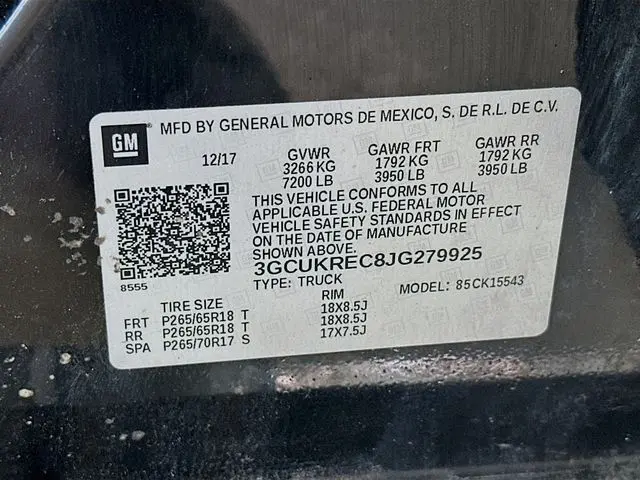 GM
MFD BY GENERAL MOTORS DE MEXICO, S. DE R.L. DE C.V.
12/17 GVWR GAWR FRT GAWR RR
3266 KG 1792 KG 1792 KG
7200 LB 3950 LB 3950 LB
THIS VEHICLE CONFORMS TO ALL
APPLICABLE U.S. FEDERAL MOTOR
VEHICLE SAFETY STANDARDS IN EFFECT
ON THE DATE OF MANUFACTURE
SHOWN ABOVE.
3GCUKREC8JG279925
8555 TYPE: TRUCK MODEL: 85CK15543
TIRE SIZE RIM
FRT P265/65R18 T 18X8.5J
RR P265/65R18 T 18X8.5J
SPA P265/70R17 S 17X7.5J